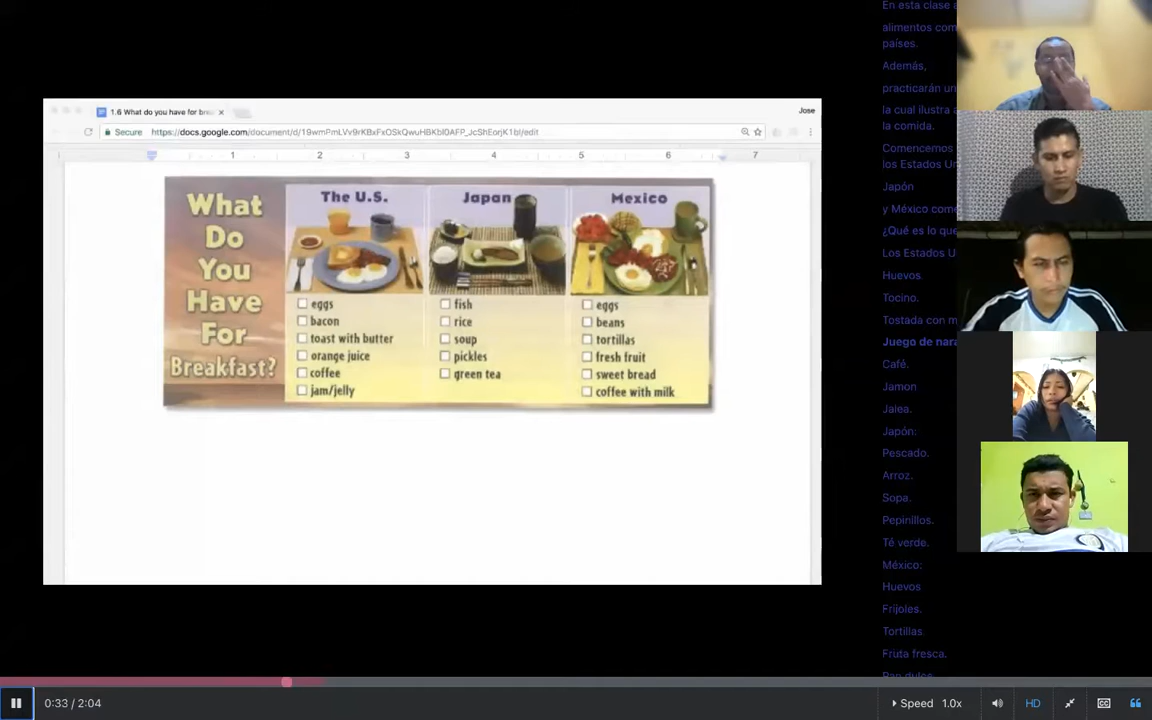 1.6 What do you have for brea
Jose
Secure
https://docs.google.com/document/d/19wmPmLVv9rKBxFxOSkQwuHBKbI0AFP_JcShEorjK1bI/edit
1 2 3 4 5 6 7
What
Do
You
Have
For
Breakfast?
The U.S.
eggs
bacon
toast with butter
orange juice
coffee
jam/jelly
Japan
fish
rice
soup
pickles
green tea
Mexico
eggs
beans
tortillas
fresh fruit
sweet bread
coffee with milk
En esta clase a
alimentos com
países.
Además,
practicarán un
la cual ilustra a
la comida.
Comencemos
los Estados U
Japón
y México come
¿Qué es lo que
Los Estados U
Huevos
Tocino.
Tostada con m
Juego de nara
Café.
Jamon
Jalea.
Japón:
Pescado.
Arroz.
Sopa.
Pepinillos.
Té verde.
México:
Huevos
Frijoles.
Tortillas
Fruta fresca.
Pan dulce
0:33 / 2:04
Speed 1.0x
HD